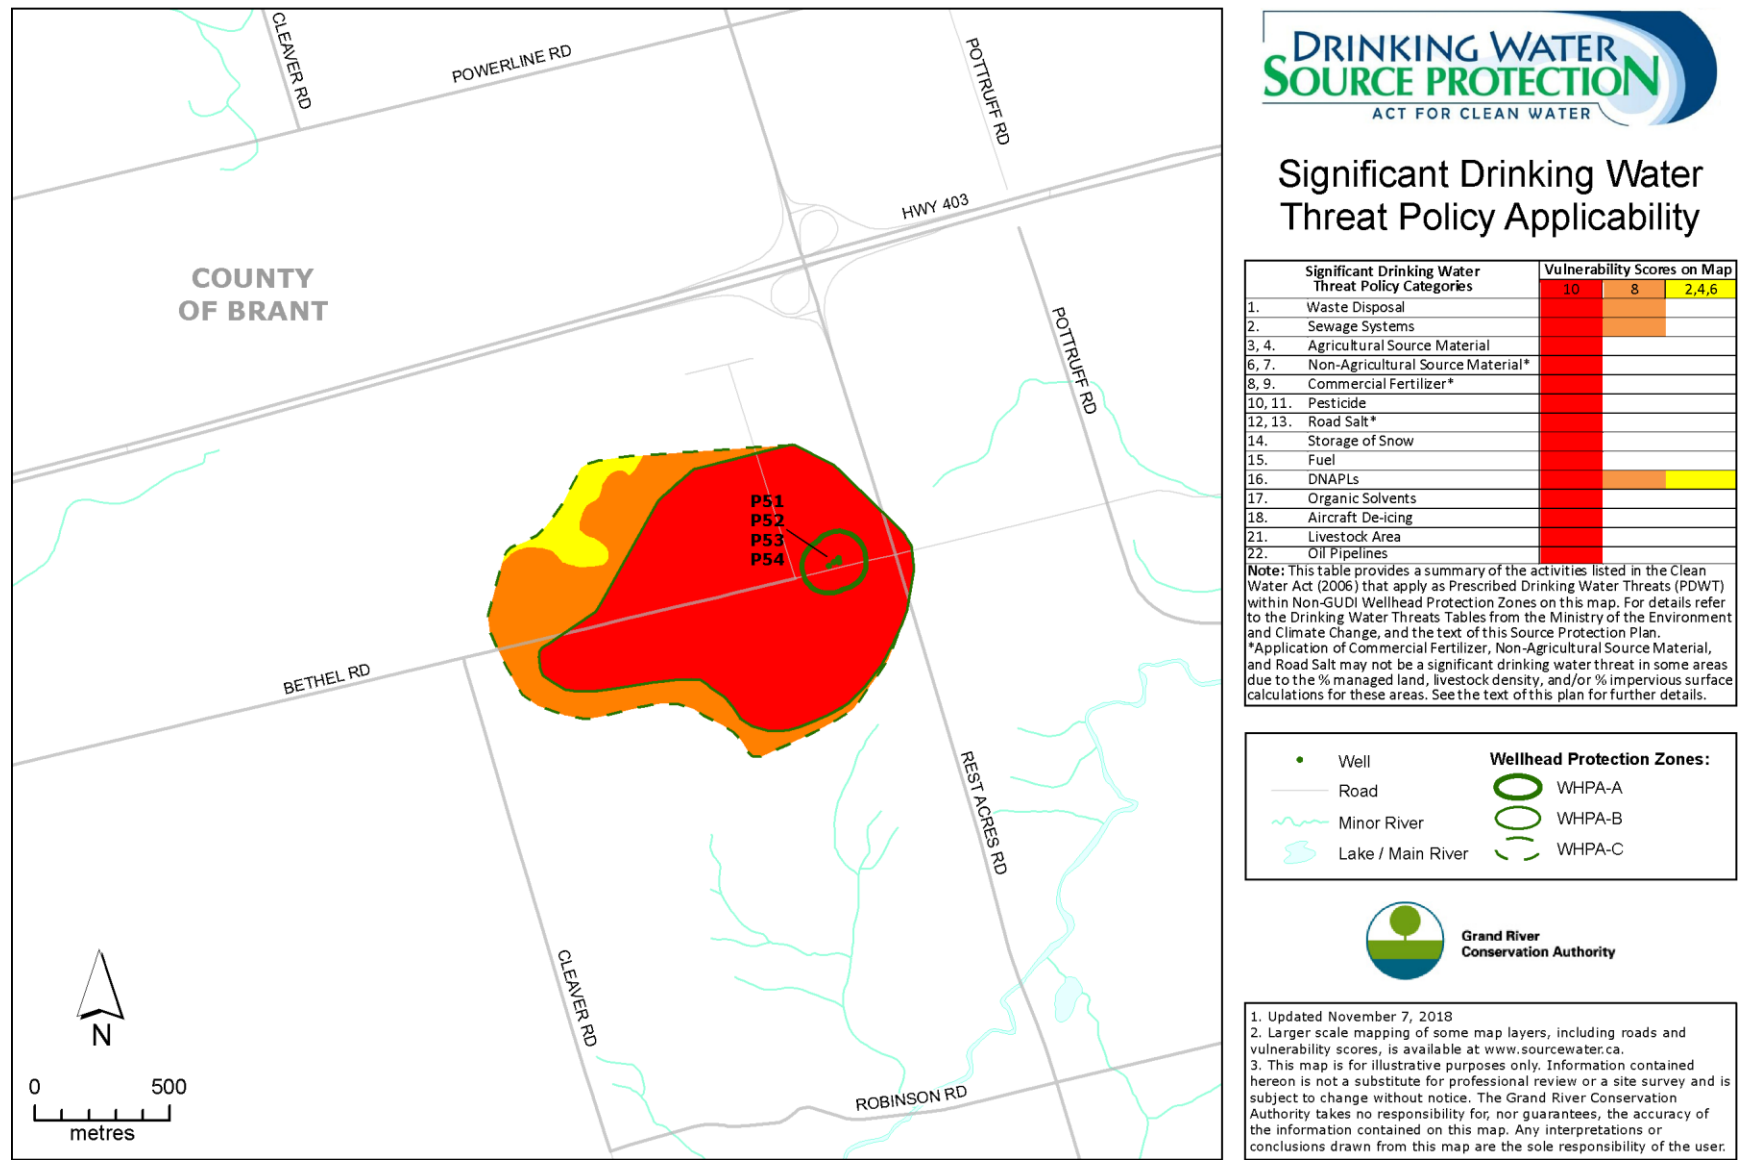 CLEAVER RD
POWERLINE RD
POTTRUFF RD
HWY 403
COUNTY
OF BRANT
POTTRUFF RD
P51
P52
P53
P54
BETHEL RD
REST ACRES RD
CLEAVER RD
ROBINSON RD
N
0 500
metres
DRINKING WATER
SOURCE PROTECTION
ACT FOR CLEAN WATER
Significant Drinking Water
Threat Policy Applicability
Significant Drinking Water Vulnerability Scores on Map
Threat Policy Categories 10 8 2,4,6
1. Waste Disposal
2. Sewage Systems
3, 4. Agricultural Source Material
6, 7. Non-Agricultural Source Material*
8, 9. Commercial Fertilizer*
10, 11. Pesticide
12, 13. Road Salt*
14. Storage of Snow
15. Fuel
16. DNAPLs
17. Organic Solvents
18. Aircraft De-icing
21. Livestock Area
22. Oil Pipelines
Note: This table provides a summary of the activities listed in the Clean
Water Act (2006) that apply as Prescribed Drinking Water Threats (PDWT)
within Non-GUDI Wellhead Protection Zones on this map. For details refer
to the Drinking Water Threats Tables from the Ministry of the Environment
and Climate Change, and the text of this Source Protection Plan.
*Application of Commercial Fertilizer, Non-Agricultural Source Material,
and Road Salt may not be a significant drinking water threat in some areas
due to the % managed land, livestock density, and/or % impervious surface
calculations for these areas. See the text of this plan for further details.
Well
Road
Minor River
Lake / Main River
Wellhead Protection Zones:
WHPA-A
WHPA-B
WHPA-C
Grand River
Conservation Authority
1. Updated November 7, 2018
2. Larger scale mapping of some map layers, including roads and
vulnerability scores, is available at www.sourcewater.ca.
3. This map is for illustrative purposes only. Information contained
hereon is not a substitute for professional review or a site survey and is
subject to change without notice. The Grand River Conservation
Authority takes no responsibility for, nor guarantees, the accuracy of
the information contained on this map. Any interpretations or
conclusions drawn from this map are the sole responsibility of the user.